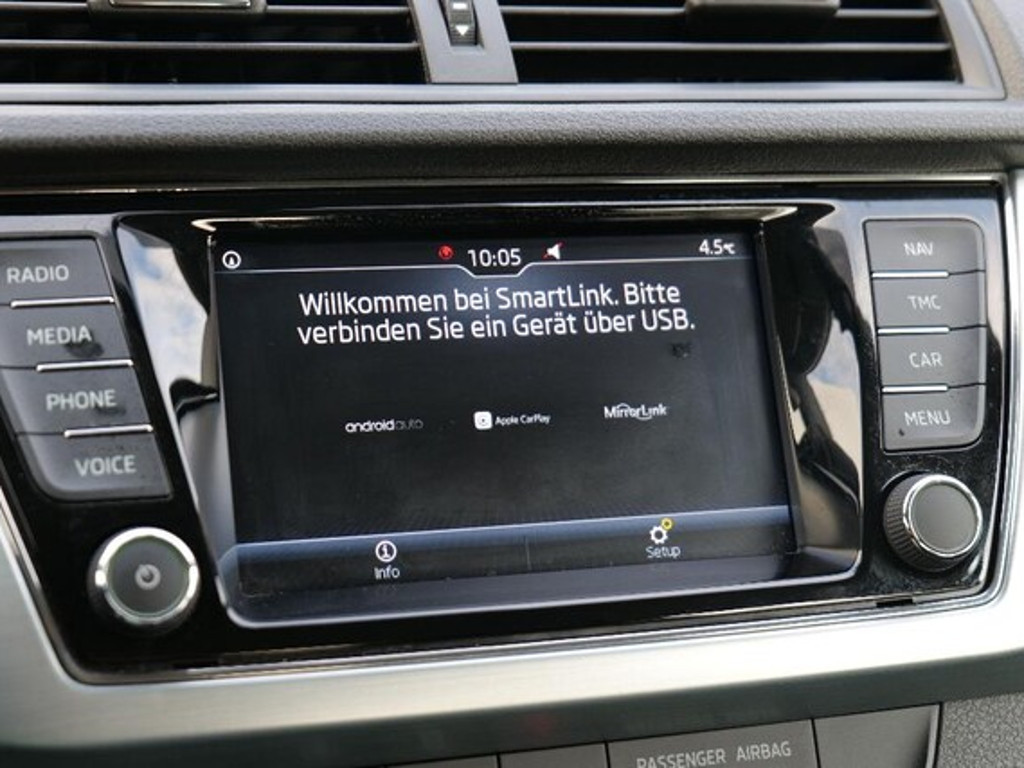 10:05
4.5°C
Willkommen bei SmartLink. Bitte
verbinden Sie ein Gerät über USB.
androidauto
Apple CarPlay
MirrorLink
Info
Setup
RADIO
MEDIA
PHONE
VOICE
NAV
TMC
CAR
MENU
PASSENGER AIRBAG